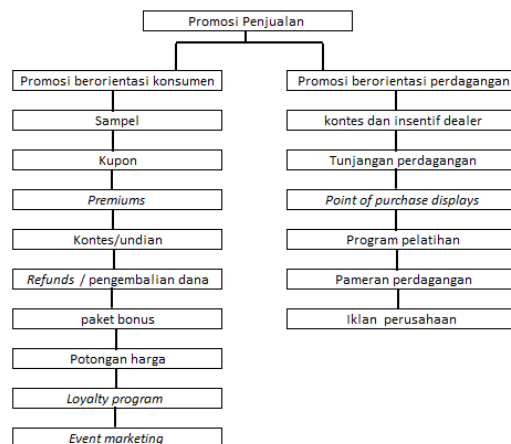 Promosi Penjualan
Promosi berorientasi konsumen
Sampel
Kupon
Premiums
Kontes/undian
Refunds / pengembalian dana
paket bonus
Potongan harga
Loyalty program
Event marketing
Promosi berorientasi perdagangan
kontes dan insentif dealer
Tunjangan perdagangan
Point of purchase displays
Program pelatihan
Pameran perdagangan
Iklan perusahaan